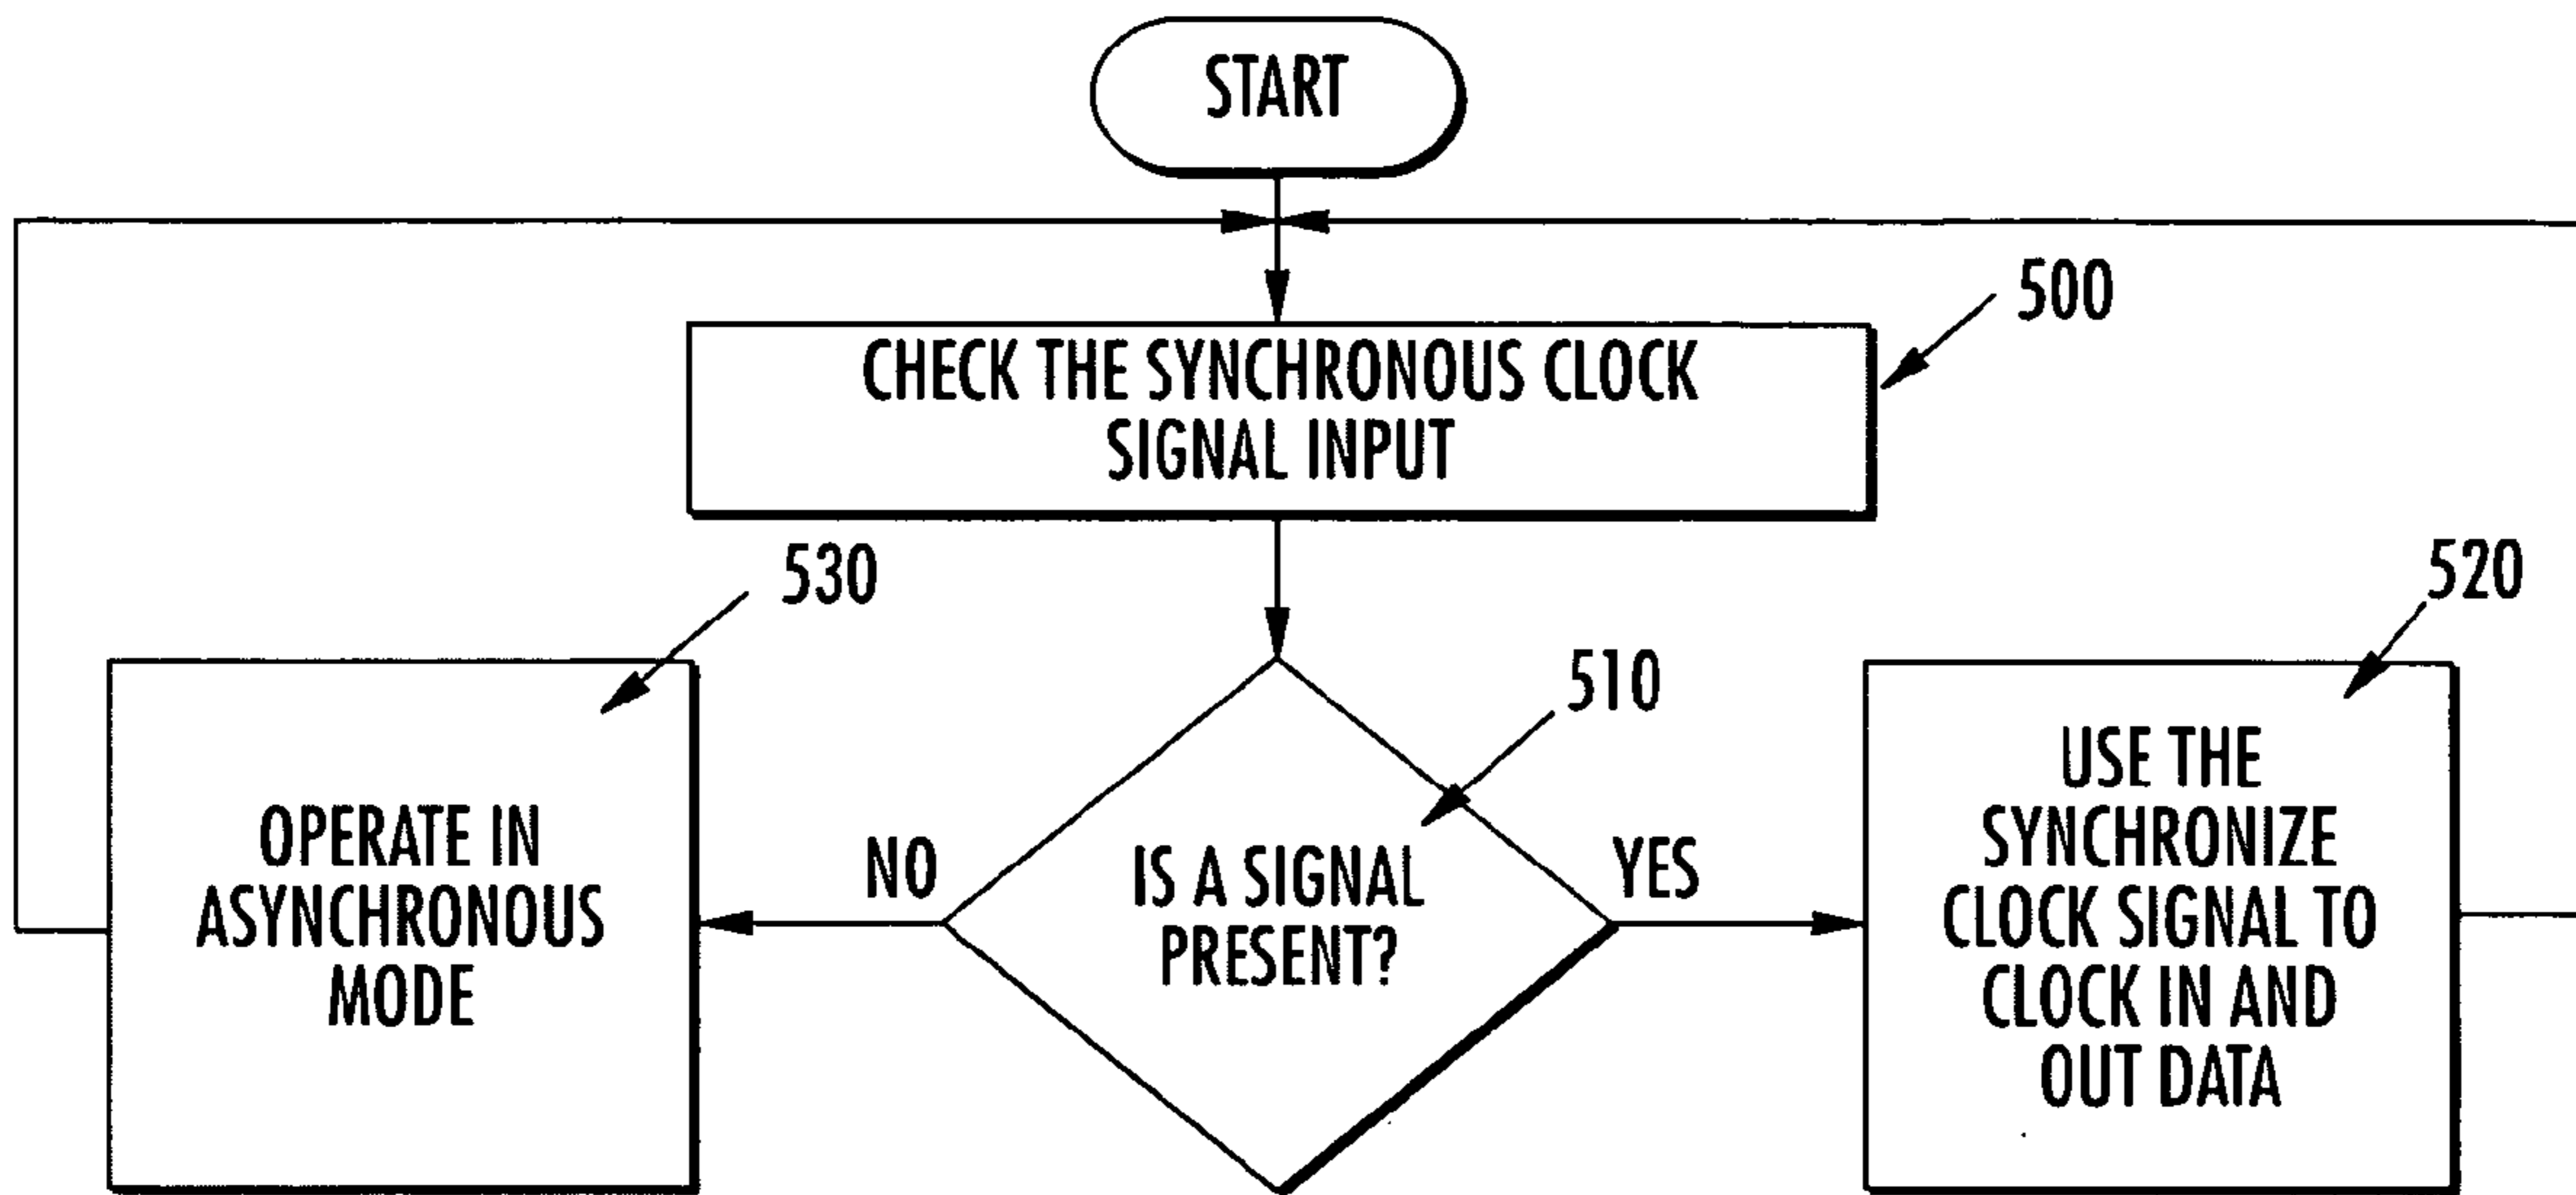 START
500
CHECK THE SYNCHRONOUS CLOCK
SIGNAL INPUT
530
520
510
OPERATE IN
ASYNCHRONOUS
MODE
NO
IS A SIGNAL
PRESENT?
YES
USE THE
SYNCHRONIZE
CLOCK SIGNAL TO
CLOCK IN AND
OUT DATA